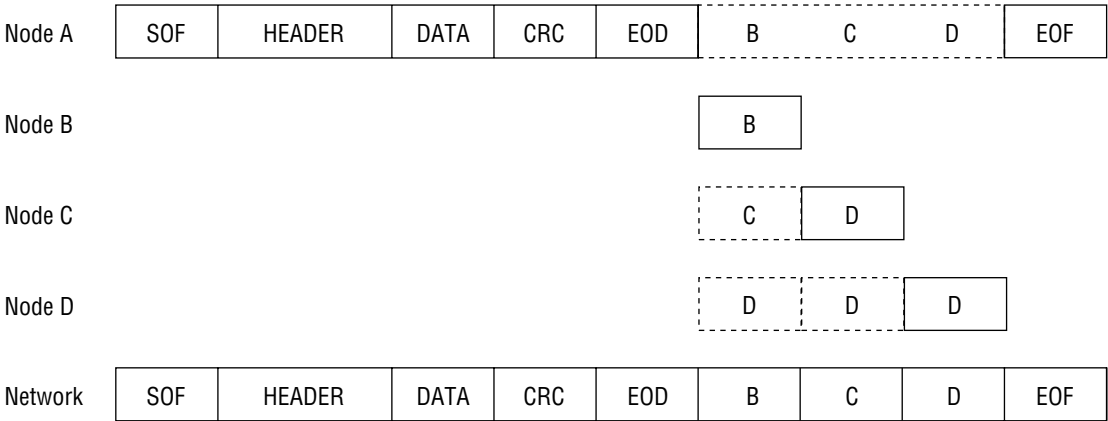 Node A SOF HEADER DATA CRC EOD B C D EOF
Node B B
Node C C D
Node D D D D
Network SOF HEADER DATA CRC EOD B C D EOF